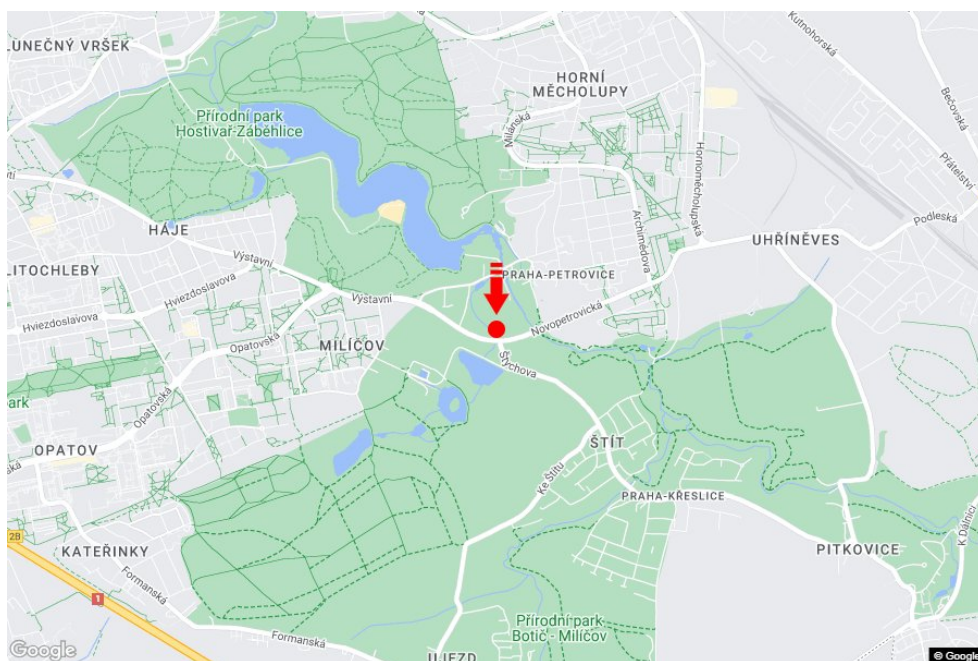 LUNEČNÝ VRŠEK
Kutnohorská
Bečovská
HORNÍ
MĚCHOLUPY
Přírodní park
Hostivař-Záběhlice
Milánská
Přátelství
Hornoměcholupská
Archimédova
Podleská
HÁJE
UHŘÍNĚVES
LITOCHLEBY
Výstavní
PRAHA-PETROVICE
Hviezdoslavova
Výstavní
Hviezdoslavova
Novopetrovická
Opatovská
MILÍČOV
Štychova
Opatovská
park
OPATOV
ŠTÍT
Ke Štítu
PRAHA-KŘESLICE
K Dálnici
2B
KATEŘINKY
PITKOVICE
Formanská
1
Přírodní park
Botič - Milíčov
Formanská
ÚJEZD
Google
© Google